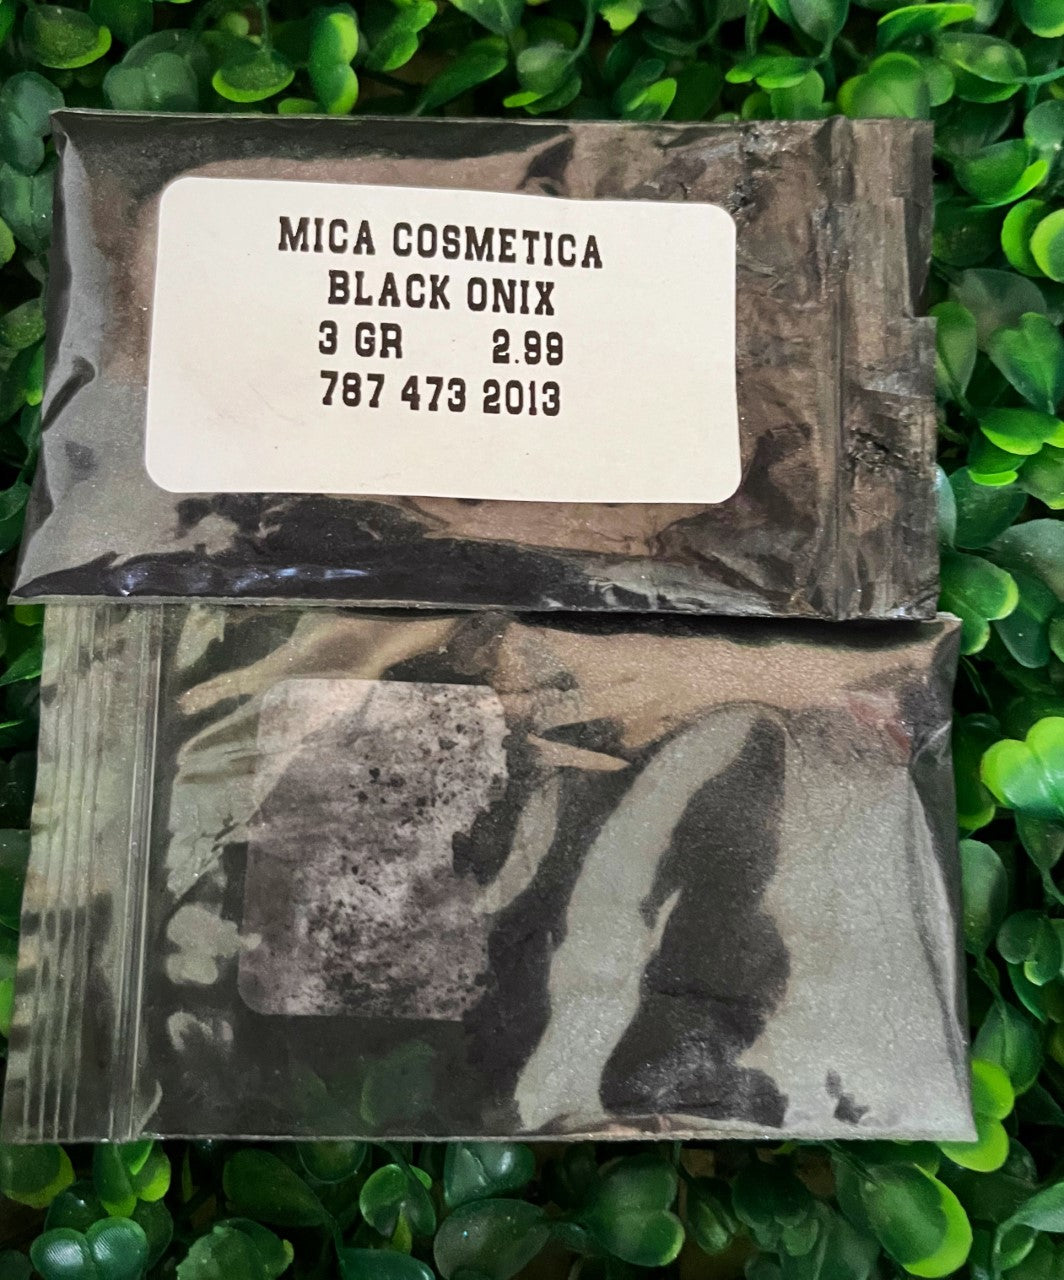 MICA COSMETICA
BLACK ONIX
3 GR 2.99
787 473 2013